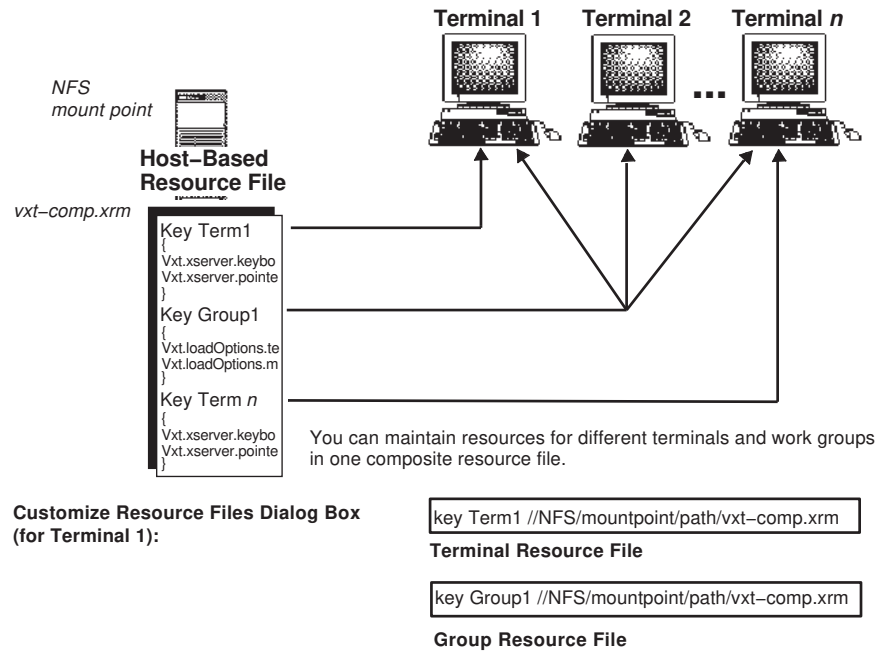 Terminal 1
Terminal 2
Terminal n
...
NFS
mount point
Host–Based
Resource File
vxt–comp.xrm
Key Term1
{
Vxt.xserver.keybo
Vxt.xserver.pointe
}
Key Group1
{
Vxt.loadOptions.te
Vxt.loadOptions.m
}
Key Term n
{
Vxt.xserver.keybo
Vxt.xserver.pointe
}
You can maintain resources for different terminals and work groups
in one composite resource file.
Customize Resource Files Dialog Box
(for Terminal 1):
key Term1 //NFS/mountpoint/path/vxt–comp.xrm
Terminal Resource File
key Group1 //NFS/mountpoint/path/vxt–comp.xrm
Group Resource File